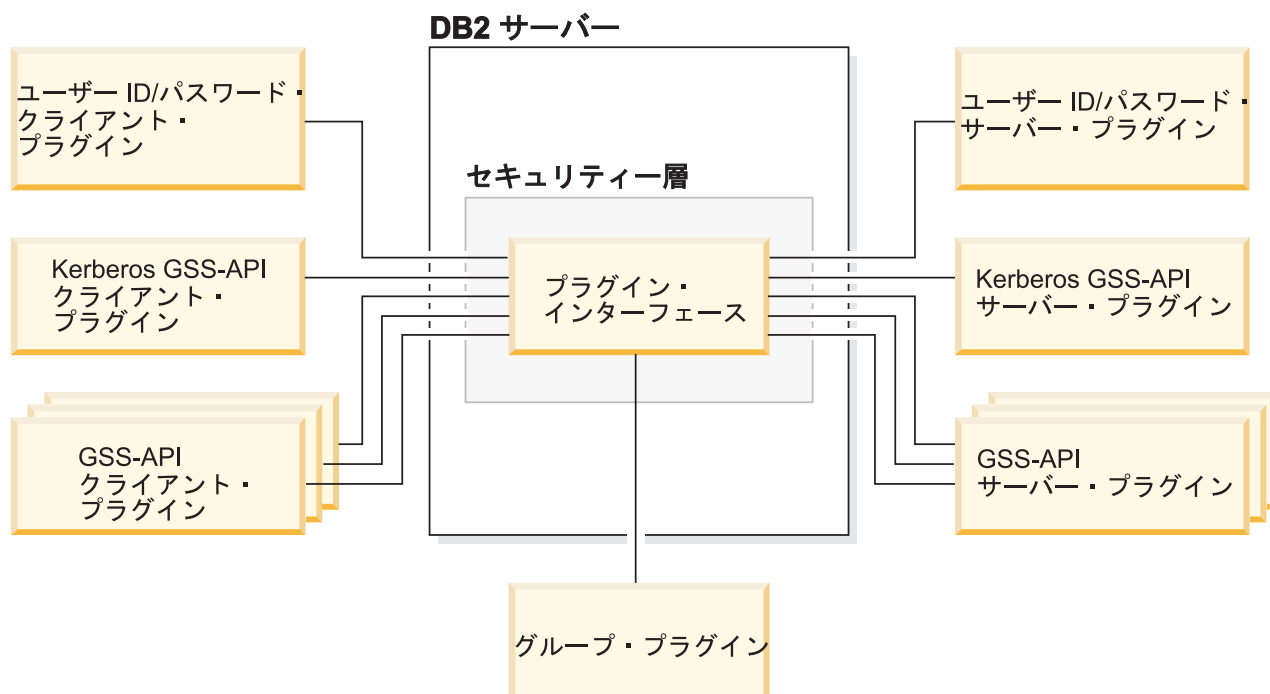 DB2 サーバー
ユーザー ID/パスワード・
クライアント・
プラグイン
ユーザー ID/パスワード・
サーバー・プラグイン
セキュリティー層
Kerberos GSS-API
クライアント・
プラグイン
プラグイン・
インターフェース
Kerberos GSS-API
サーバー・プラグイン
GSS-API
クライアント・
プラグイン
GSS-API
サーバー・プラグイン
グループ・プラグイン